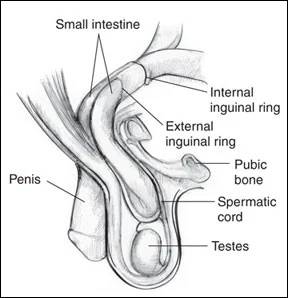 Small intestine
Internal
inguinal ring
External
inguinal ring
Pubic
bone
Penis
Spermatic
cord
Testes